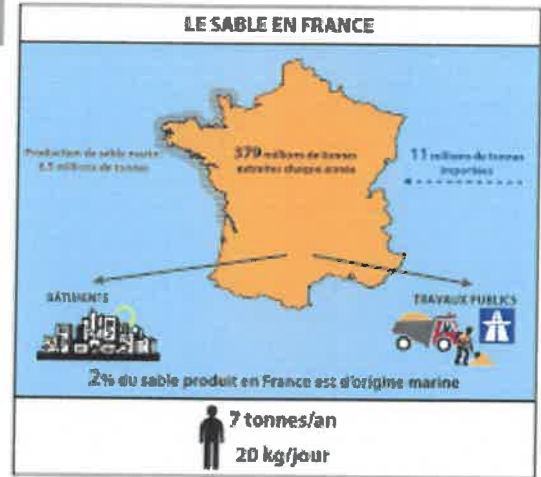 LE SABLE EN FRANCE
Production de sable marin
6.5 millions de tonnes
379 millions de tonnes
extraites chaque année
11 millions de tonnes
importées
BÂTIMENTS
TRAVAUX PUBLICS
2% du sable produit en France est d'origine marine
7 tonnes/an
20 kg/jour